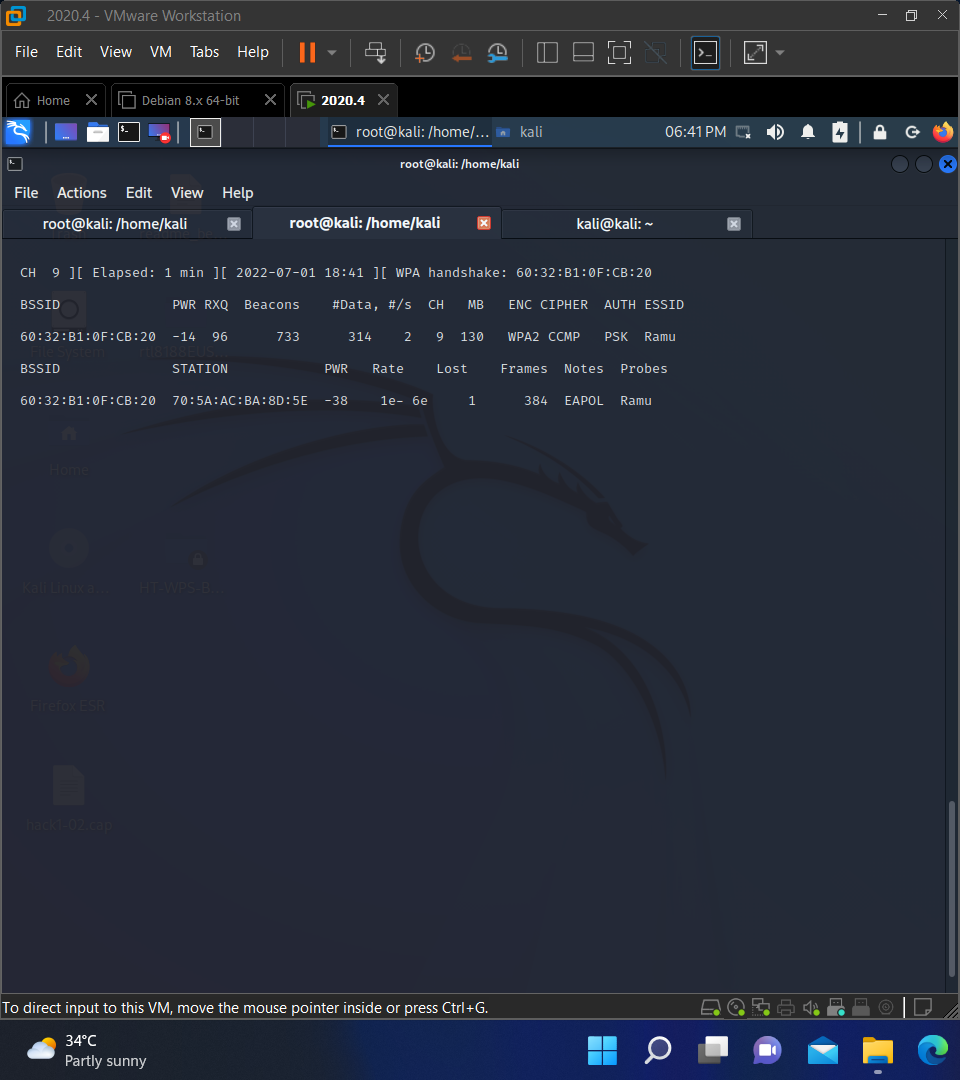 2020.4 - VMware Workstation
File Edit View VM Tabs Help
Home Debian 8.x 64-bit 2020.4
root@kali: /home/... kali 06:41 PM
root@kali: /home/kali
File Actions Edit View Help
root@kali: /home/kali root@kali: /home/kali kali@kali: ~
CH 9 ][ Elapsed: 1 min ][ 2022-07-01 18:41 ][ WPA handshake: 60:32:B1:0F:CB:20
BSSID PWR RXQ Beacons #Data, #/s CH MB ENC CIPHER AUTH ESSID
60:32:B1:0F:CB:20 -14 96 733 314 2 9 130 WPA2 CCMP PSK Ramu
File System
BSSID STATION PWR Rate Lost Frames Notes Probes
60:32:B1:0F:CB:20 70:5A:AC:BA:8D:5E -38 1e- 6e 1 384 EAPOL Ramu
Home
Kali Linux a... HT-WPS-B...
Firefox ESR
hack1-02.cap
To direct input to this VM, move the mouse pointer inside or press Ctrl+G.
34°C
Partly sunny